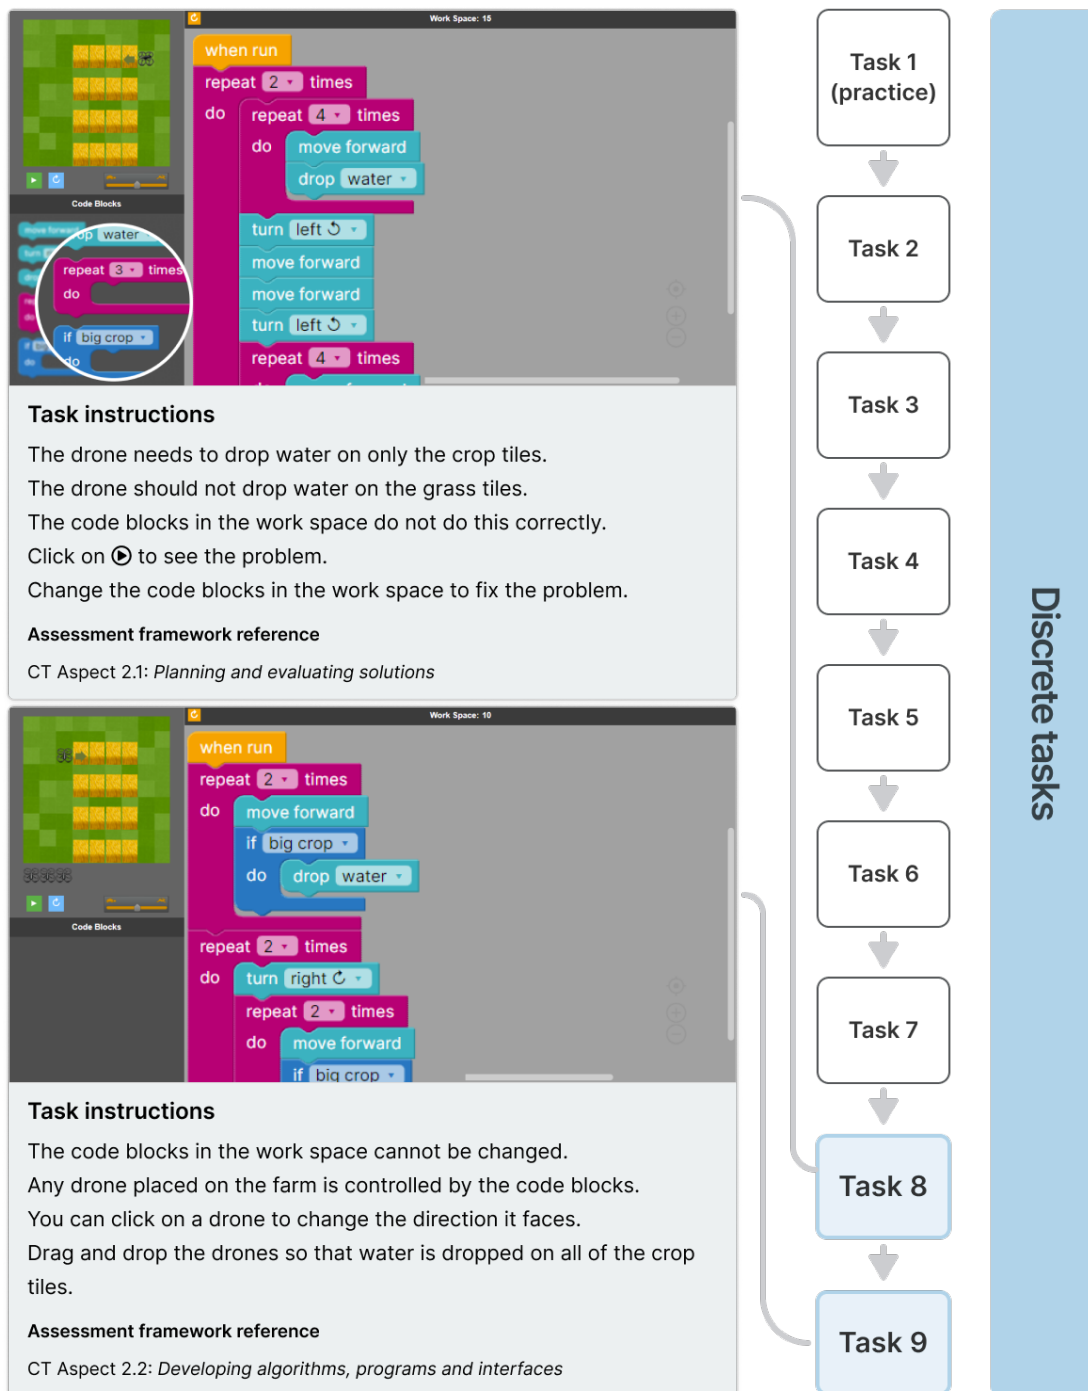 Work Space: 15
when run
repeat 2 times
do repeat 4 times
do move forward
drop water
turn left
move forward
move forward
turn left
repeat 4 times
Code Blocks
move forward
drop water
turn
repeat 3 times
do
if big crop
do
Task instructions
The drone needs to drop water on only the crop tiles.
The drone should not drop water on the grass tiles.
The code blocks in the work space do not do this correctly.
Click on to see the problem.
Change the code blocks in the work space to fix the problem.
Assessment framework reference
CT Aspect 2.1: Planning and evaluating solutions
Work Space: 10
when run
repeat 2 times
do move forward
if big crop
do drop water
repeat 2 times
do turn right
repeat 2 times
do move forward
if big crop
Code Blocks
Task instructions
The code blocks in the work space cannot be changed.
Any drone placed on the farm is controlled by the code blocks.
You can click on a drone to change the direction it faces.
Drag and drop the drones so that water is dropped on all of the crop
tiles.
Assessment framework reference
CT Aspect 2.2: Developing algorithms, programs and interfaces
Task 1
(practice)
Task 2
Task 3
Task 4
Task 5
Task 6
Task 7
Task 8
Task 9
Discrete tasks